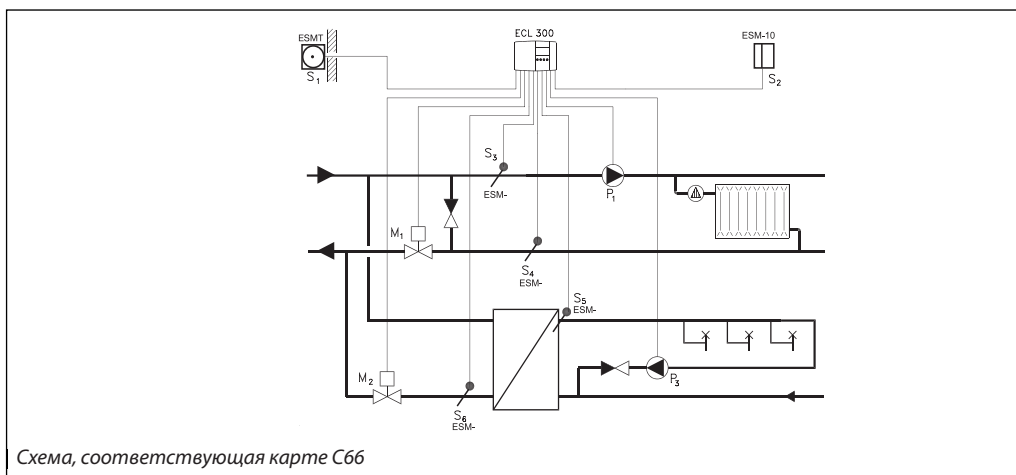 ESMT
S1
ECL 300
ESM-10
S2
S3
ESM-
P1
M1
S4
ESM-
S5
ESM-
M2
S6
ESM-
P3
Схема, соответствующая карте С66